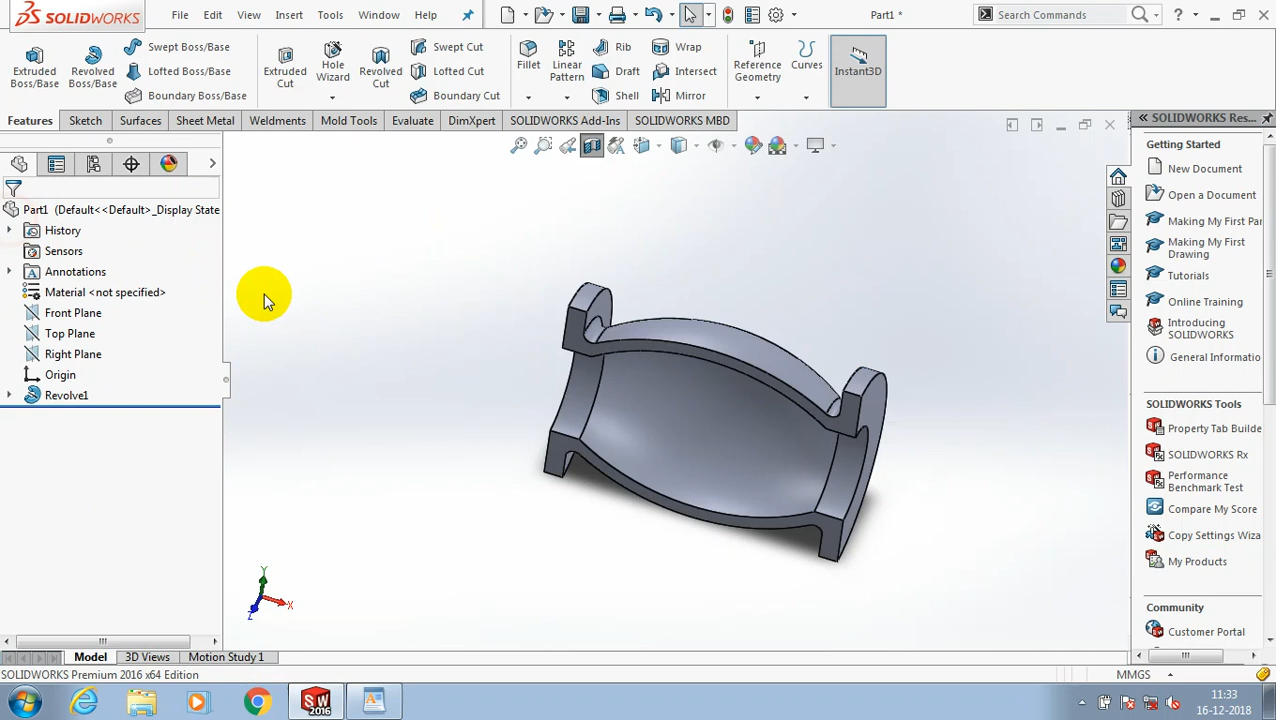 SOLIDWORKS File Edit View Insert Tools Window Help Part1 * Search Commands
Extruded Boss/Base
Revolved Boss/Base
Swept Boss/Base
Lofted Boss/Base
Boundary Boss/Base
Extruded Cut
Hole Wizard
Revolved Cut
Swept Cut
Lofted Cut
Boundary Cut
Fillet
Linear Pattern
Rib
Draft
Shell
Wrap
Intersect
Mirror
Reference Geometry
Curves
Instant3D
Features Sketch Surfaces Sheet Metal Weldments Mold Tools Evaluate DimXpert SOLIDWORKS Add-Ins SOLIDWORKS MBD
Part1 (Default<<Default>_Display State
History
Sensors
Annotations
Material <not specified>
Front Plane
Top Plane
Right Plane
Origin
Revolve1
Y
X
Z
SOLIDWORKS Res...
Getting Started
New Document
Open a Document
Making My First Par
Making My First Drawing
Tutorials
Online Training
Introducing SOLIDWORKS
General Informatio
SOLIDWORKS Tools
Property Tab Builde
SOLIDWORKS Rx
Performance Benchmark Test
Compare My Score
Copy Settings Wiza
My Products
Community
Customer Portal
Model 3D Views Motion Study 1
SOLIDWORKS Premium 2016 x64 Edition
MMGS
SW 2016
11:33
16-12-2018